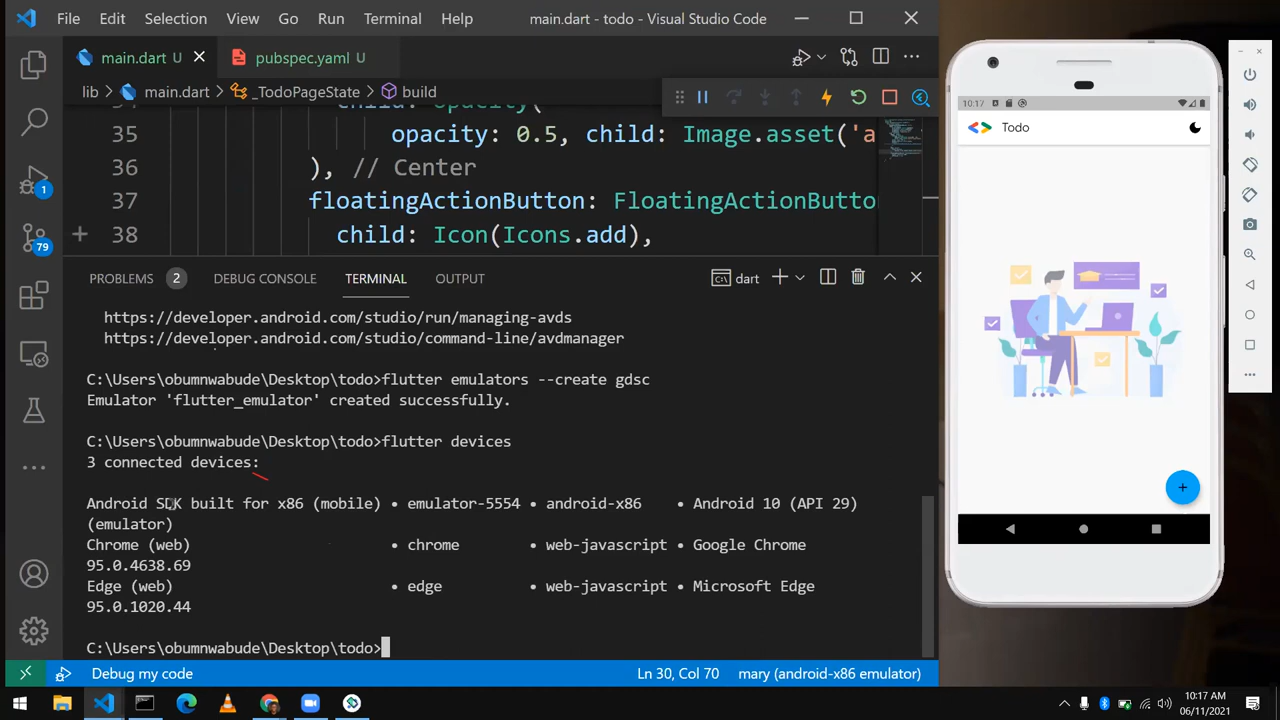 File Edit Selection View Go Run Terminal Help main.dart - todo - Visual Studio Code
main.dart U pubspec.yaml U
lib main.dart _TodoPageState build
child: Opacity(
35 opacity: 0.5, child: Image.asset('a
36 ), // Center
37 floatingActionButton: FloatingActionButto
38 child: Icon(Icons.add),
PROBLEMS 2 DEBUG CONSOLE TERMINAL OUTPUT dart
https://developer.android.com/studio/run/managing-avds
https://developer.android.com/studio/command-line/avdmanager
C:\Users\obumnwabude\Desktop\todo>flutter emulators --create gdsc
Emulator 'flutter_emulator' created successfully.
C:\Users\obumnwabude\Desktop\todo>flutter devices
3 connected devices:
Android SDK built for x86 (mobile) • emulator-5554 • android-x86 • Android 10 (API 29)
(emulator)
Chrome (web) • chrome • web-javascript • Google Chrome
95.0.4638.69
Edge (web) • edge • web-javascript • Microsoft Edge
95.0.1020.44
C:\Users\obumnwabude\Desktop\todo>
1
79
Debug my code Ln 30, Col 70 mary (android-x86 emulator)
10:17
Todo
10:17 AM
06/11/2021